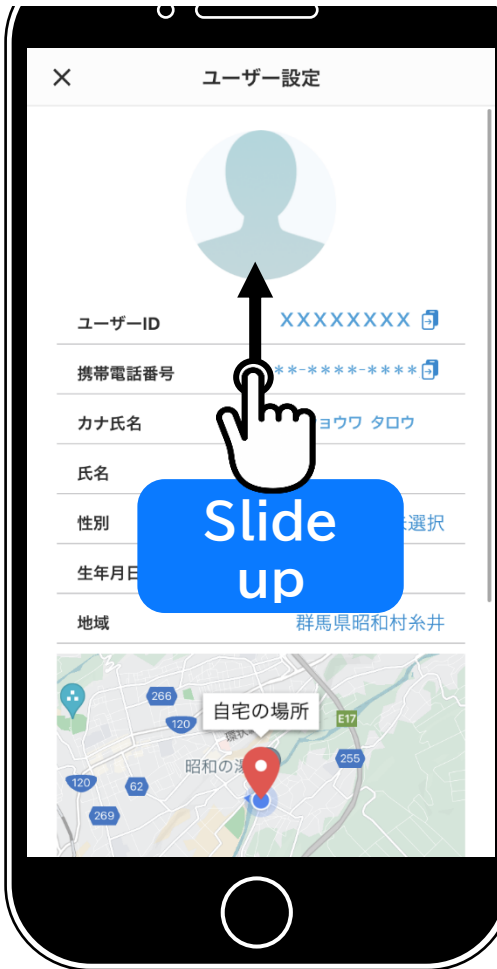 × ユーザー設定
ユーザーID XXXXXXXX
携帯電話番号 **-****-****
カナ氏名 ョウワ タロウ
氏名
性別 選択
生年月日
地域 群馬県昭和村糸井
Slide
up
266
自宅の場所
120
E17
環状
255
昭和の
120
62
269